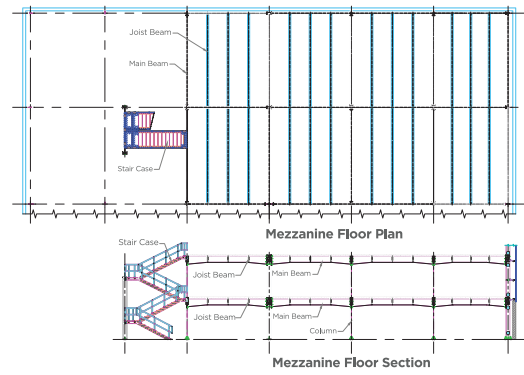 Joist Beam
Main Beam
Stair Case
Mezzanine Floor Plan
Stair Case
Joist Beam
Main Beam
Joist Beam
Main Beam
Column
Mezzanine Floor Section